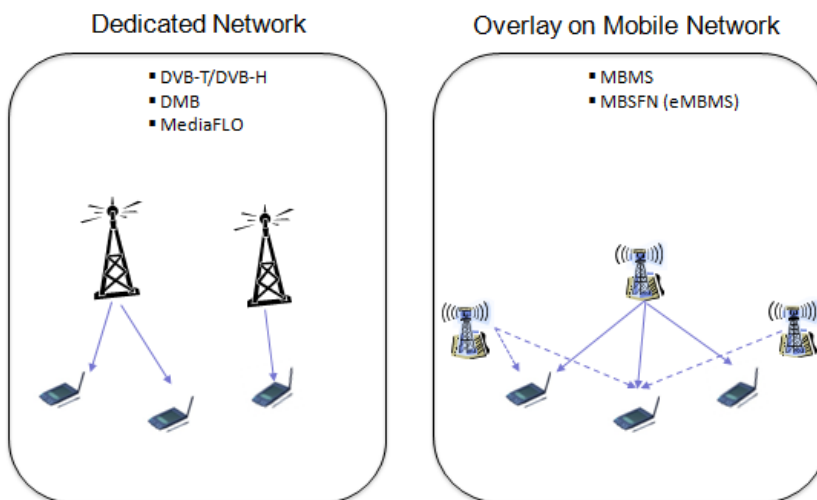 Dedicated Network
▪ DVB-T/DVB-H
▪ DMB
▪ MediaFLO
Overlay on Mobile Network
▪ MBMS
▪ MBSFN (eMBMS)